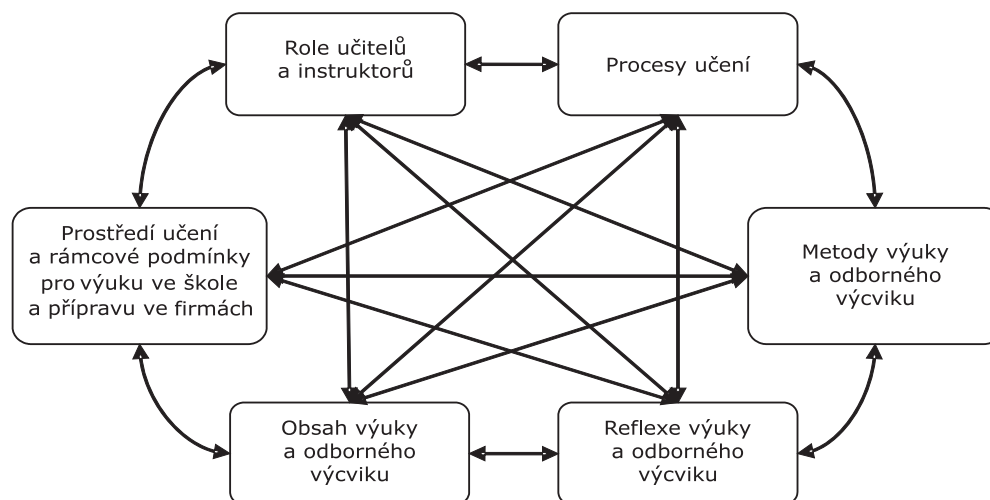 Role učitelů
a instruktorů
Procesy učení
Prostředí učení
a rámcové podmínky
pro výuku ve škole
a přípravu ve firmách
Metody výuky
a odborného
výcviku
Obsah výuky
a odborného
výcviku
Reflexe výuky
a odborného
výcviku